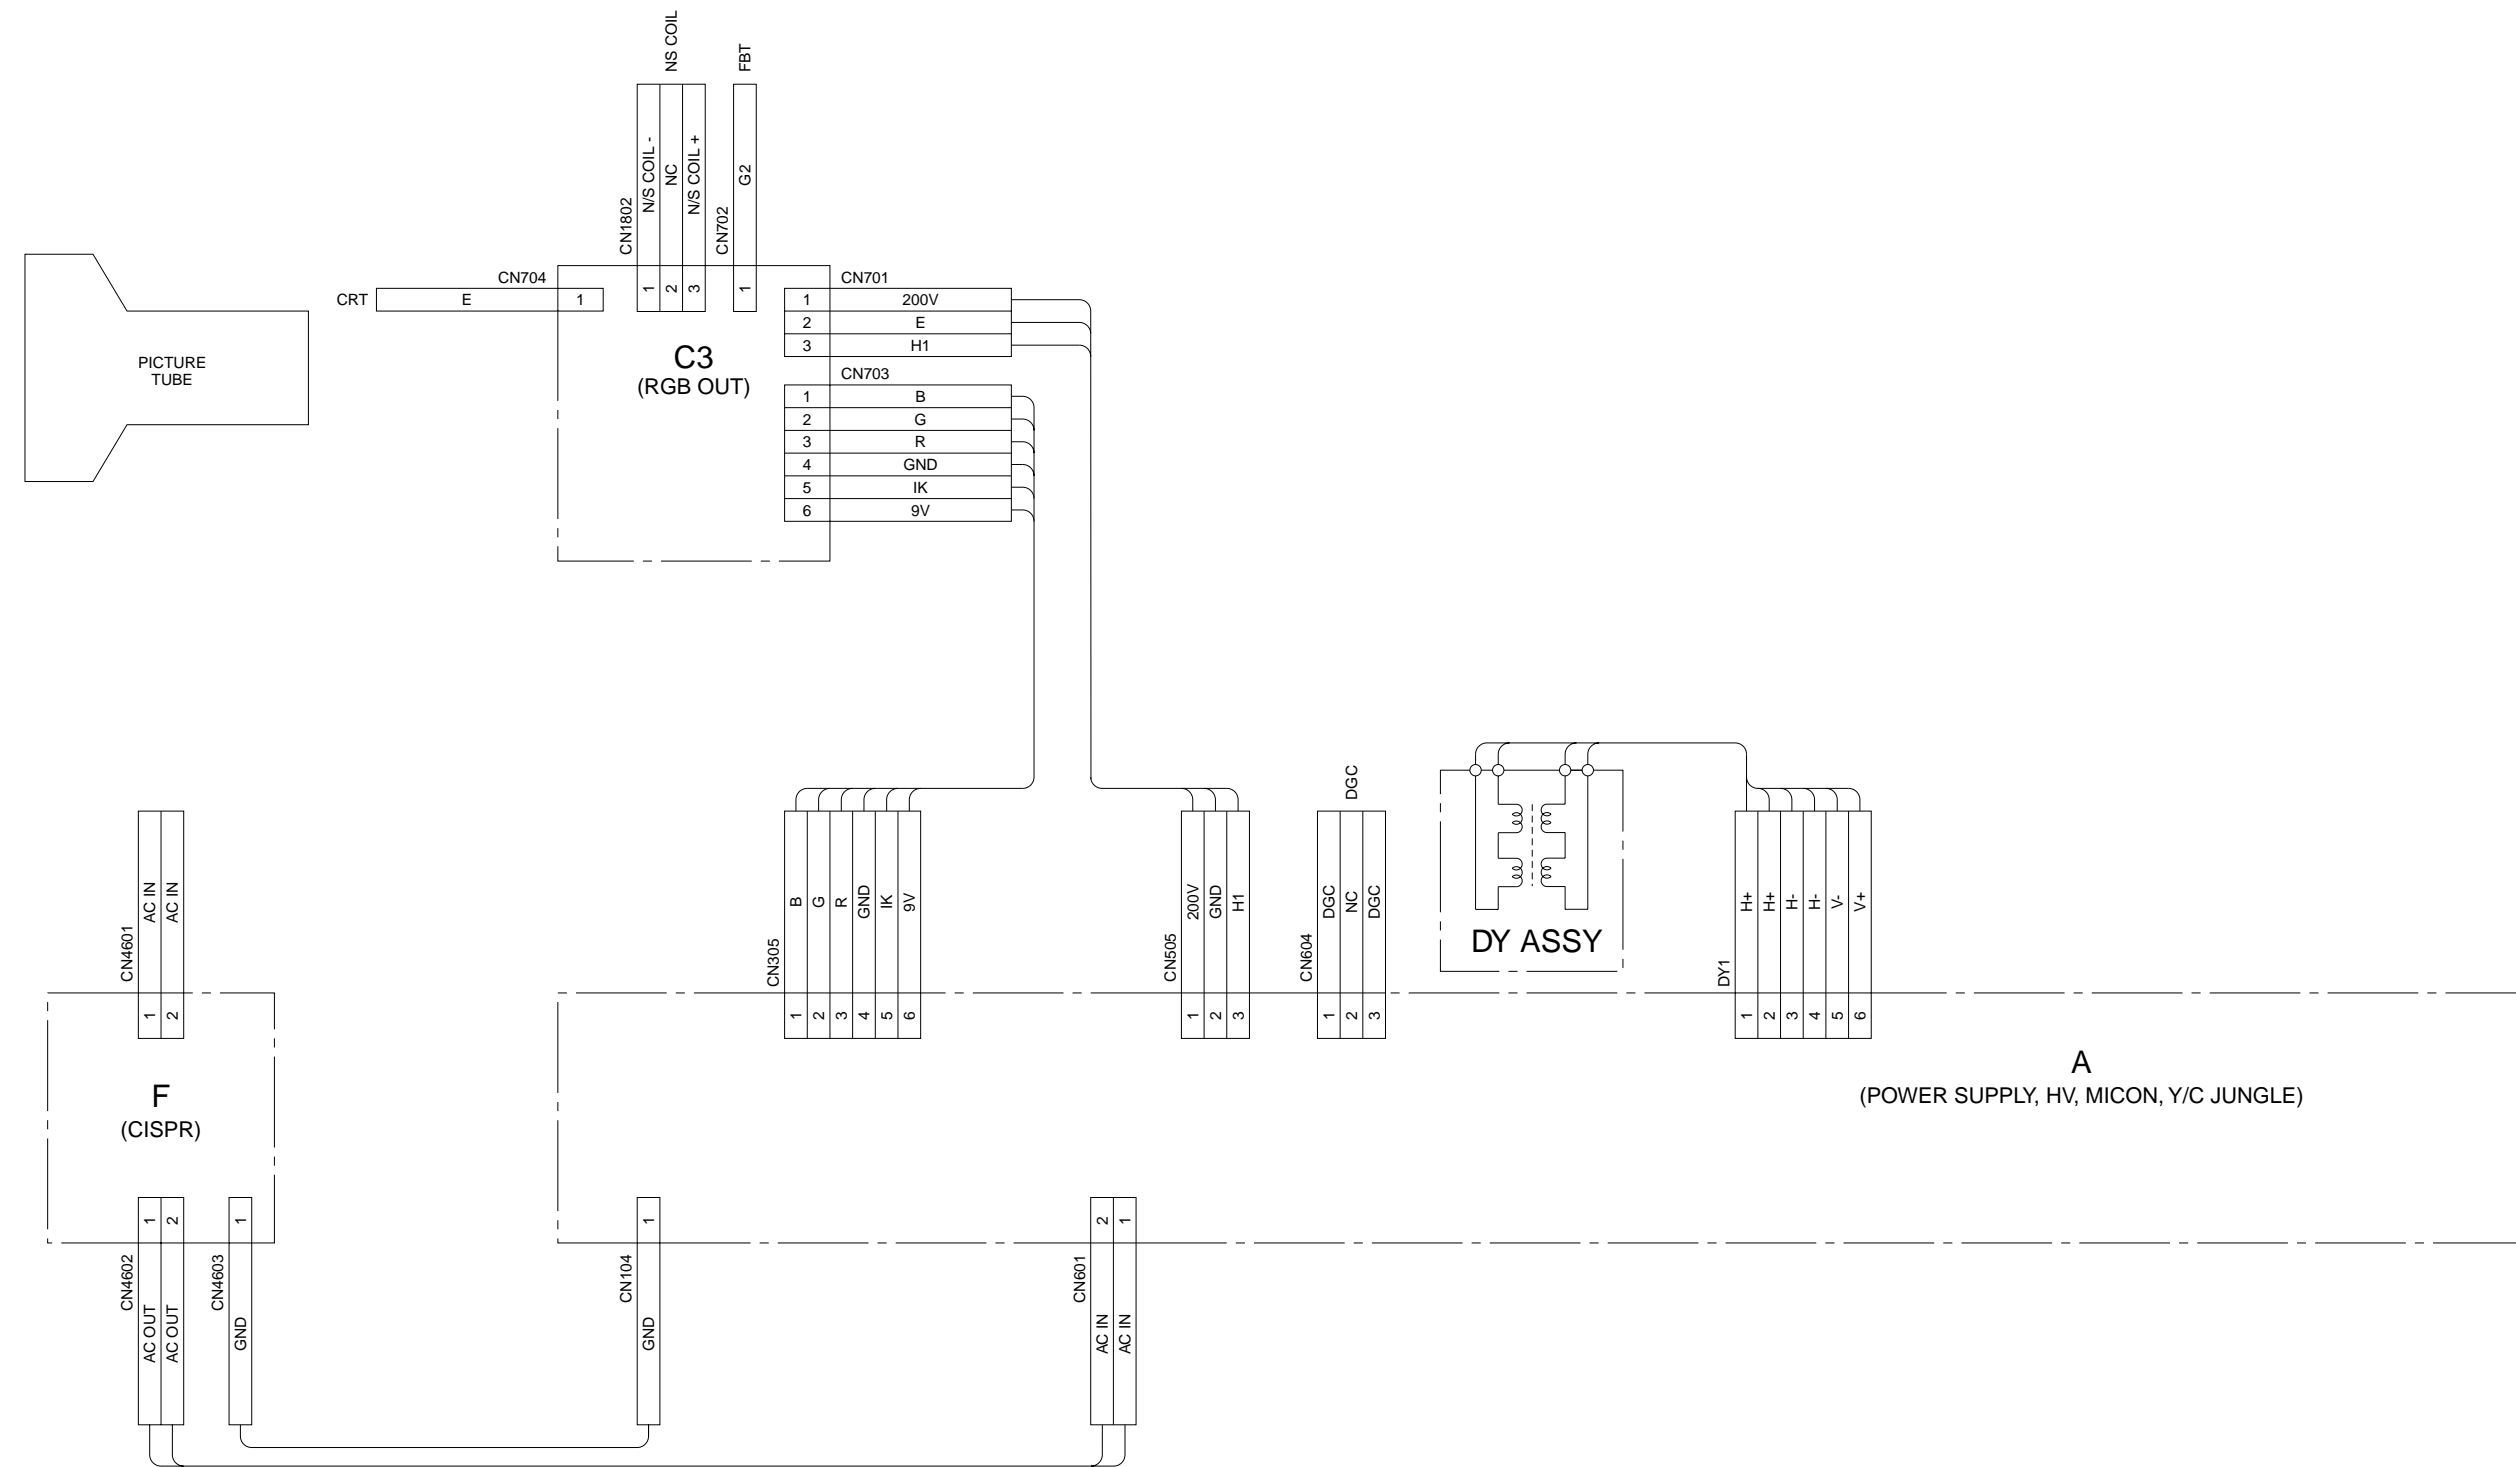 NS COIL
FBT
CN1802
N/S COIL -
NC
N/S COIL +
CN702
G2
1
2
3
1
CRT
CN704
E
1
PICTURE
TUBE
C3
(RGB OUT)
CN701
1 200V
2 E
3 H1
CN703
1 B
2 G
3 R
4 GND
5 IK
6 9V
CN4601
AC IN
AC IN
1
2
F
(CISPR)
1
2
1
CN4602
AC OUT
AC OUT
CN4603
GND
CN305
B
G
R
GND
IK
9V
1
2
3
4
5
6
CN505
200V
GND
H1
1
2
3
DGC
CN604
DGC
NC
DGC
1
2
3
DY ASSY
DY1
H+
H+
H-
H-
V-
V+
1
2
3
4
5
6
A
(POWER SUPPLY, HV, MICON, Y/C JUNGLE)
1
CN104
GND
2
1
CN601
AC IN
AC IN